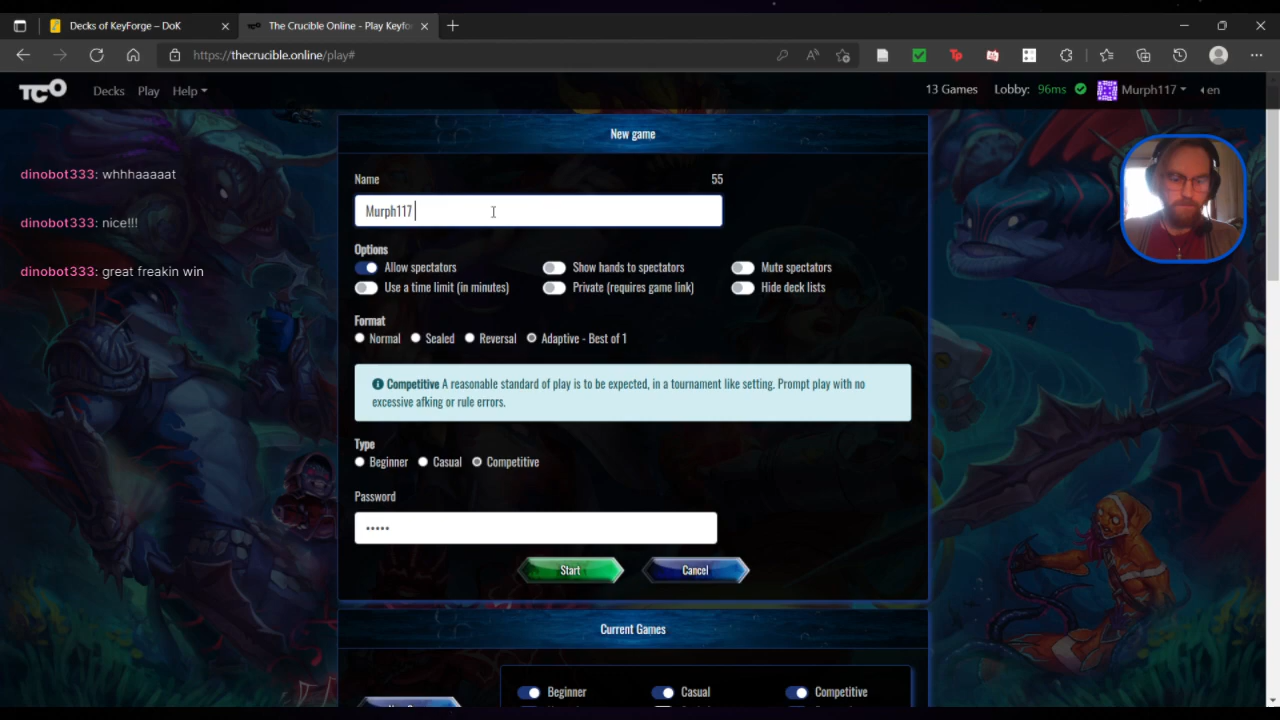 Decks of KeyForge – DoK
The Crucible Online - Play Keyfo
https://thecrucible.online/play#
TCO
Decks
Play
Help
13 Games
Lobby: 96ms
Murph117
en
New game
dinobot333: whhhaaaaat
dinobot333: nice!!!
dinobot333: great freakin win
Name
55
Murph117
Options
Allow spectators
Show hands to spectators
Mute spectators
Use a time limit (in minutes)
Private (requires game link)
Hide deck lists
Format
Normal
Sealed
Reversal
Adaptive - Best of 1
Competitive A reasonable standard of play is to be expected, in a tournament like setting. Prompt play with no
excessive afking or rule errors.
Type
Beginner
Casual
Competitive
Password
•••••
Start
Cancel
Current Games
Beginner
Casual
Competitive